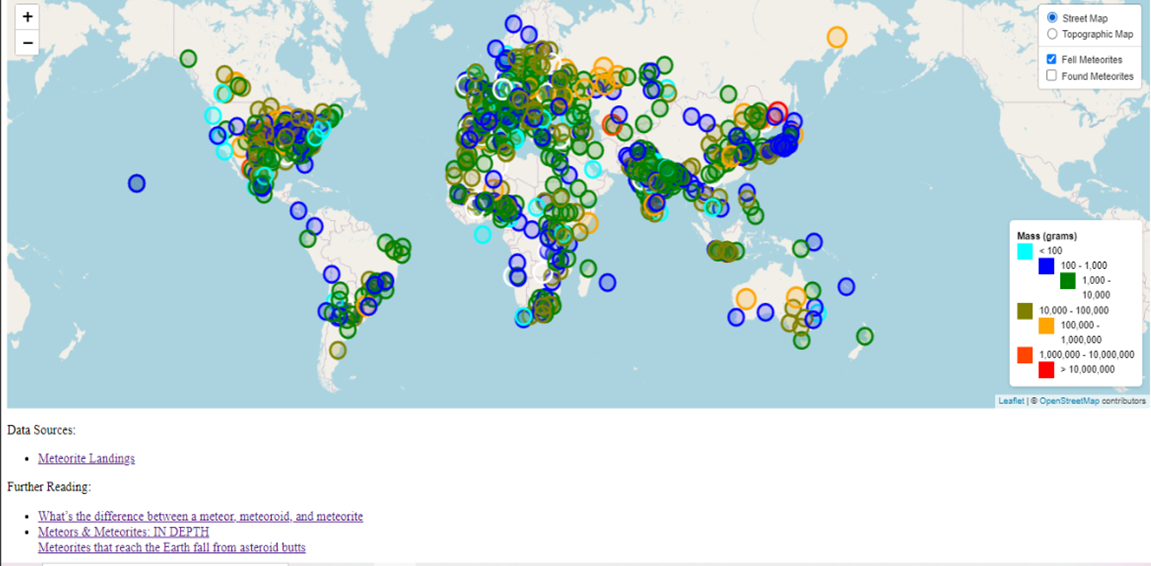 +
−
Street Map
Topographic Map
Fell Meteorites
Found Meteorites
Mass (grams)
< 100
100 - 1,000
1,000 -
10,000
10,000 - 100,000
100,000 -
1,000,000
1,000,000 - 10,000,000
> 10,000,000
Leaflet | © OpenStreetMap contributors
Data Sources:
• Meteorite Landings
Further Reading:
• What's the difference between a meteor, meteoroid, and meteorite
• Meteors & Meteorites: IN DEPTH
Meteorites that reach the Earth fall from asteroid butts